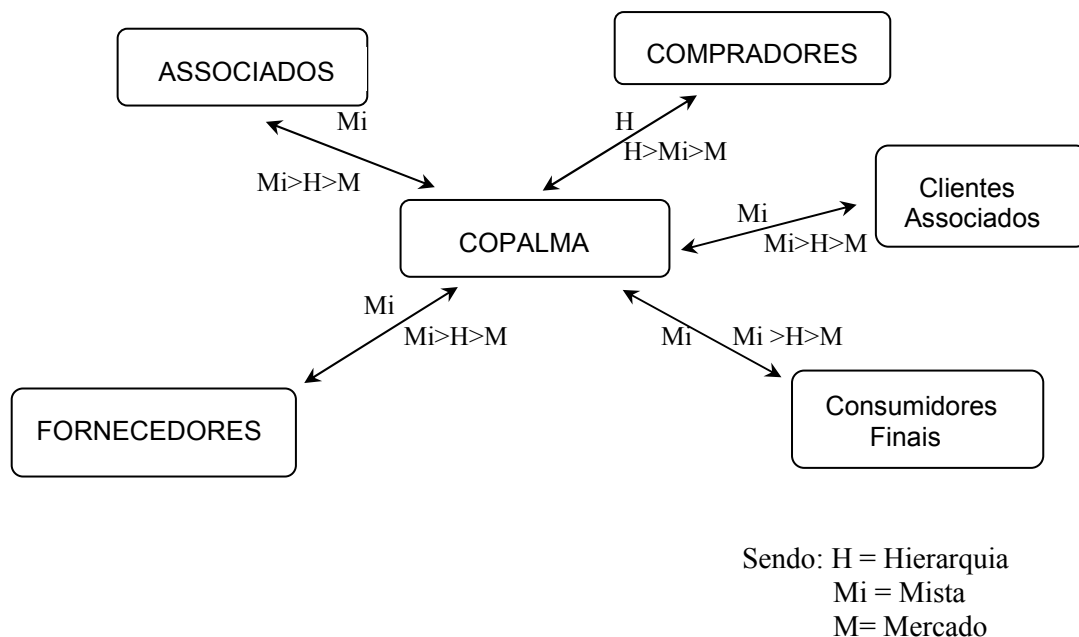 ASSOCIADOS
COMPRADORES
Mi
Mi>H>M
H
H>Mi>M
Clientes
Associados
Mi
Mi>H>M
COPALMA
Mi
Mi>H>M
Mi
Mi >H>M
FORNECEDORES
Consumidores
Finais
Sendo: H = Hierarquia
Mi = Mista
M= Mercado